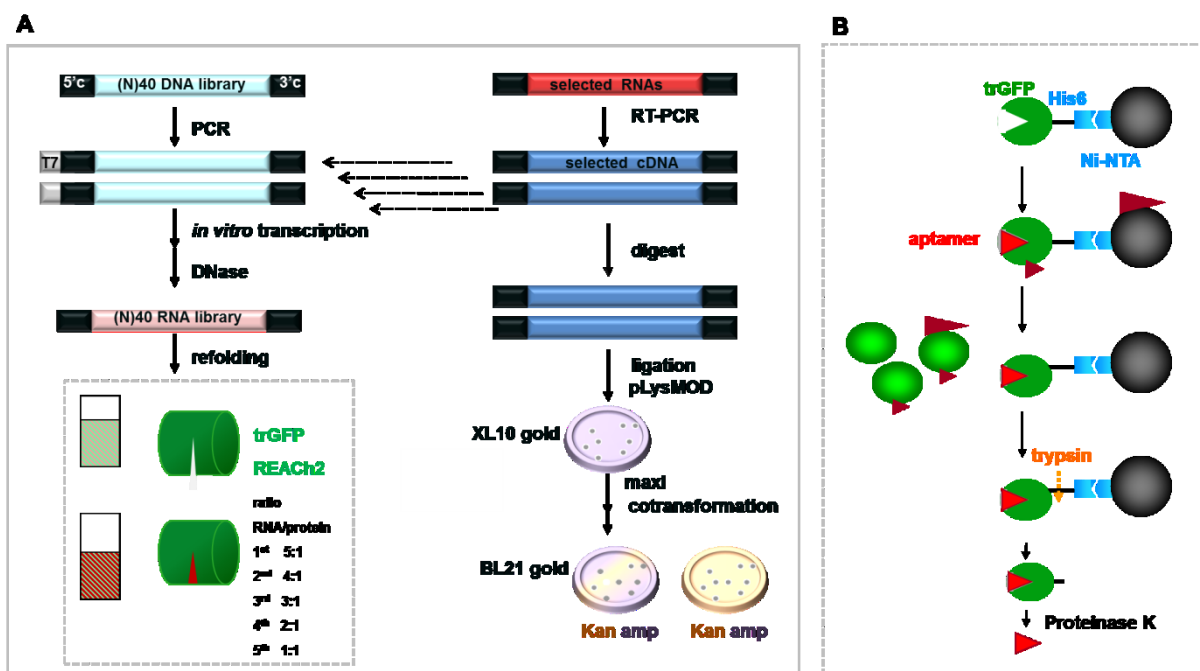 A
5'c (N)40 DNA library 3'c
PCR
T7
in vitro transcription
DNase
(N)40 RNA library
refolding
trGFP
REACh2
ratio
RNA/protein
1st 5:1
2nd 4:1
3rd 3:1
4th 2:1
5th 1:1
selected RNAs
RT-PCR
selected cDNA
digest
ligation
pLysMOD
XL10 gold
maxi
cotransformation
BL21 gold
Kan amp
Kan amp
B
trGFP
His6
Ni-NTA
aptamer
trypsin
Proteinase K